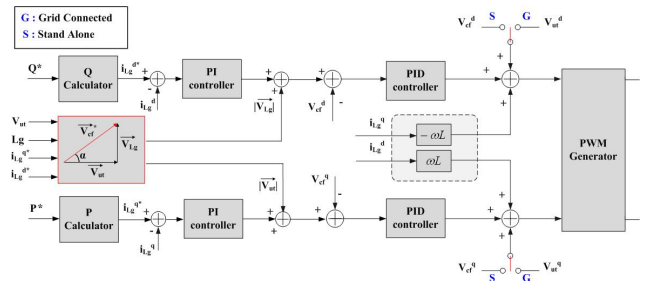 G : Grid Connected
S : Stand Alone
V_cf^d S G V_ut^d
Q* Q Calculator i_Lg^d* + - i_Lg^d PI controller + + |V_Lg| + - V_cf^d PID controller + + +
V_ut
Lg
i_Lg^q*
i_Lg^d*
V_cf* V_Lg α V_ut
i_Lg^q - ωL
i_Lg^d ωL
PWM Generator
P* P Calculator i_Lg^q* + - i_Lg^q PI controller + + |V_ut| + - V_cf^q PID controller + + +
V_cf^q S G V_ut^q